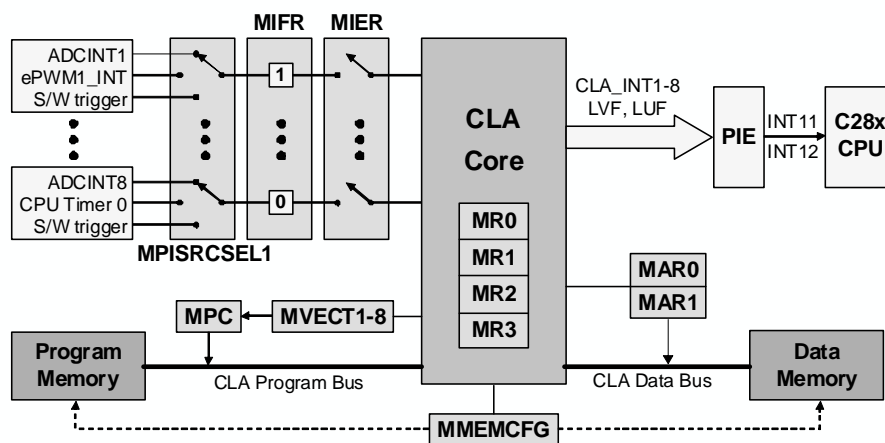 MIFR
MIER
ADCINT1
ePWM1_INT
S/W trigger
1
CLA
Core
CLA_INT1-8
LVF, LUF
PIE
INT11
INT12
C28x
CPU
ADCINT8
CPU Timer 0
S/W trigger
0
MPISRCSEL1
MR0
MR1
MR2
MR3
MAR0
MAR1
MPC
MVECT1-8
Program
Memory
CLA Program Bus
CLA Data Bus
Data
Memory
MMEMCFG